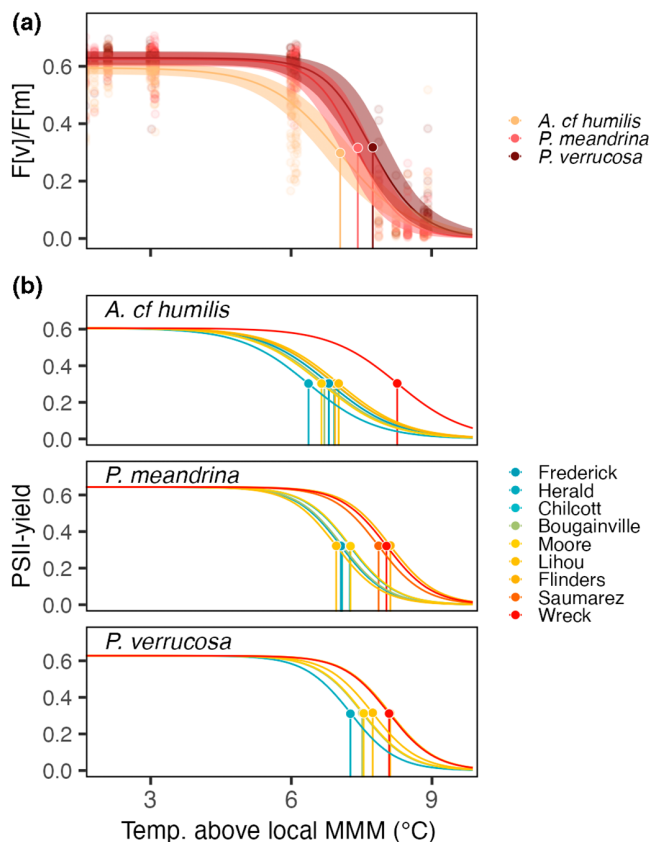 (a)
F[v]/F[m]
0.6
0.4
0.2
0.0
3
6
9
A. cf humilis
P. meandrina
P. verrucosa
(b)
PSII-yield
A. cf humilis
0.6
0.4
0.2
0.0
P. meandrina
0.6
0.4
0.2
0.0
P. verrucosa
0.6
0.4
0.2
0.0
3
6
9
Temp. above local MMM (°C)
Frederick
Herald
Chilcott
Bougainville
Moore
Lihou
Flinders
Saumarez
Wreck